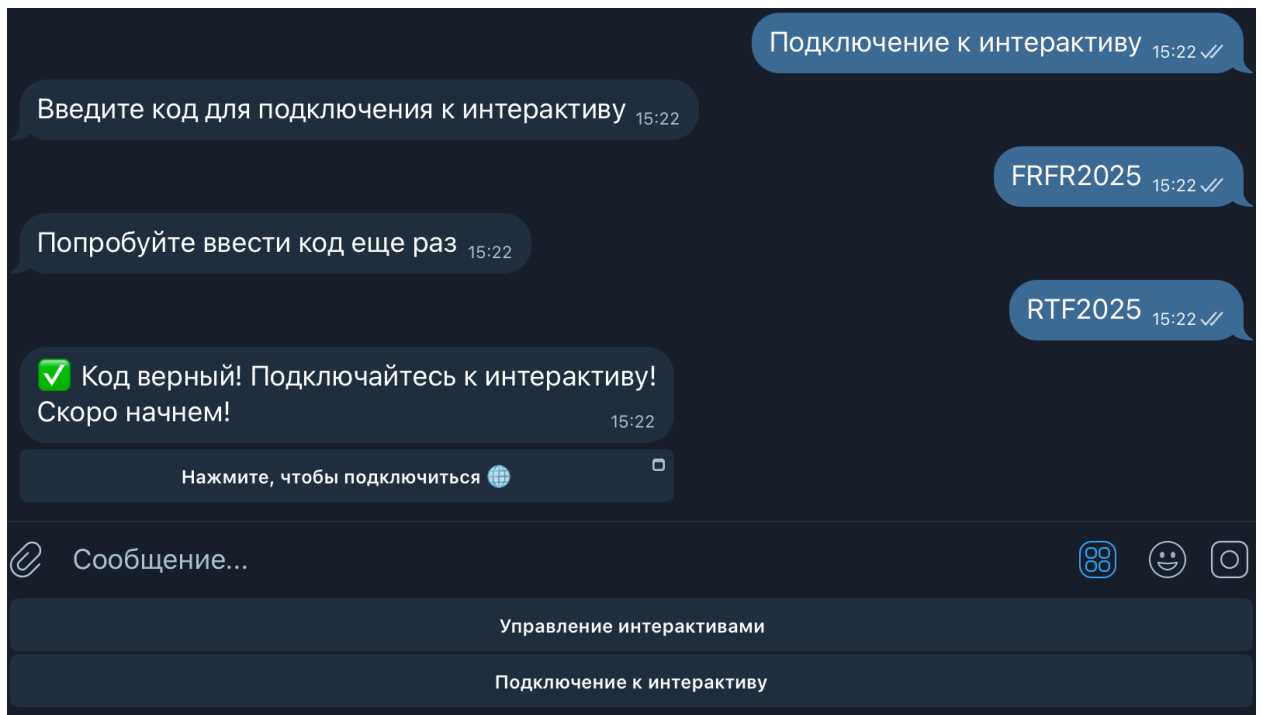 Подключение к интерактиву 15:22
Введите код для подключения к интерактиву 15:22
FRFR2025 15:22
Попробуйте ввести код еще раз 15:22
RTF2025 15:22
✅ Код верный! Подключайтесь к интерактиву!
Скоро начнем! 15:22
Нажмите, чтобы подключиться 🌐
Сообщение...
Управление интерактивами
Подключение к интерактиву